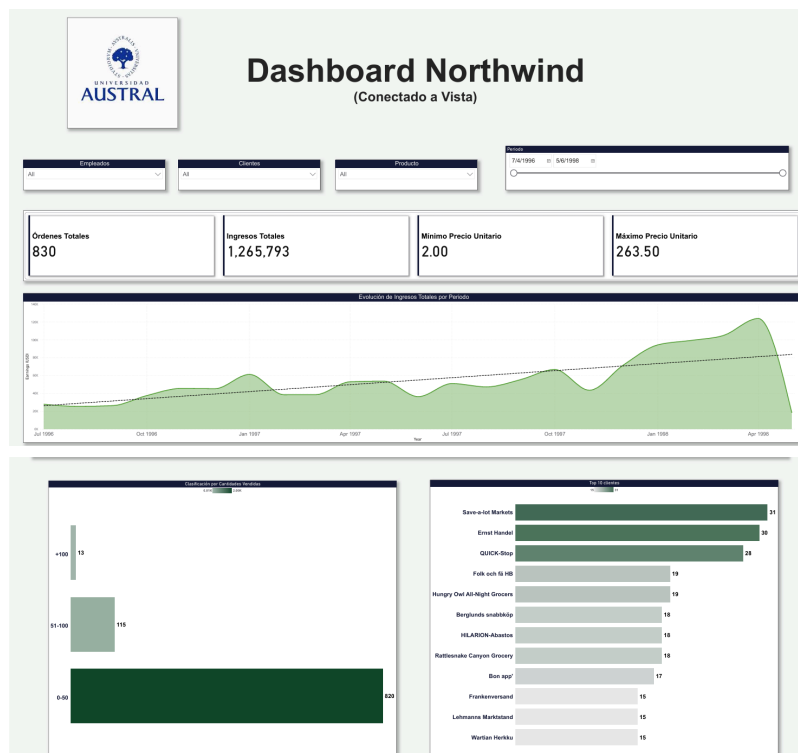 UNIVERSIDAD
AUSTRAL
Dashboard Northwind
(Conectado a Vista)
Empleados
All
Clientes
All
Producto
All
Periodo
7/4/1996 5/6/1998
Órdenes Totales
830
Ingresos Totales
1,265,793
Mínimo Precio Unitario
2.00
Máximo Precio Unitario
263.50
Evolución de Ingresos Totales por Periodo
Jul 1996 Oct 1996 Jan 1997 Apr 1997 Jul 1997 Oct 1997 Jan 1998 Apr 1998
Year
Clasificación por Cantidades Vendidas
+100 13
51-100 115
0-50 820
Top 10 clientes
Save-a-lot Markets 31
Ernst Handel 30
QUICK-Stop 28
Folk och fä HB 19
Hungry Owl All-Night Grocers 19
Berglunds snabbköp 18
HILARION-Abastos 18
Rattlesnake Canyon Grocery 18
Bon app' 17
Frankenversand 15
Lehmanns Marktstand 15
Wartian Herkku 15